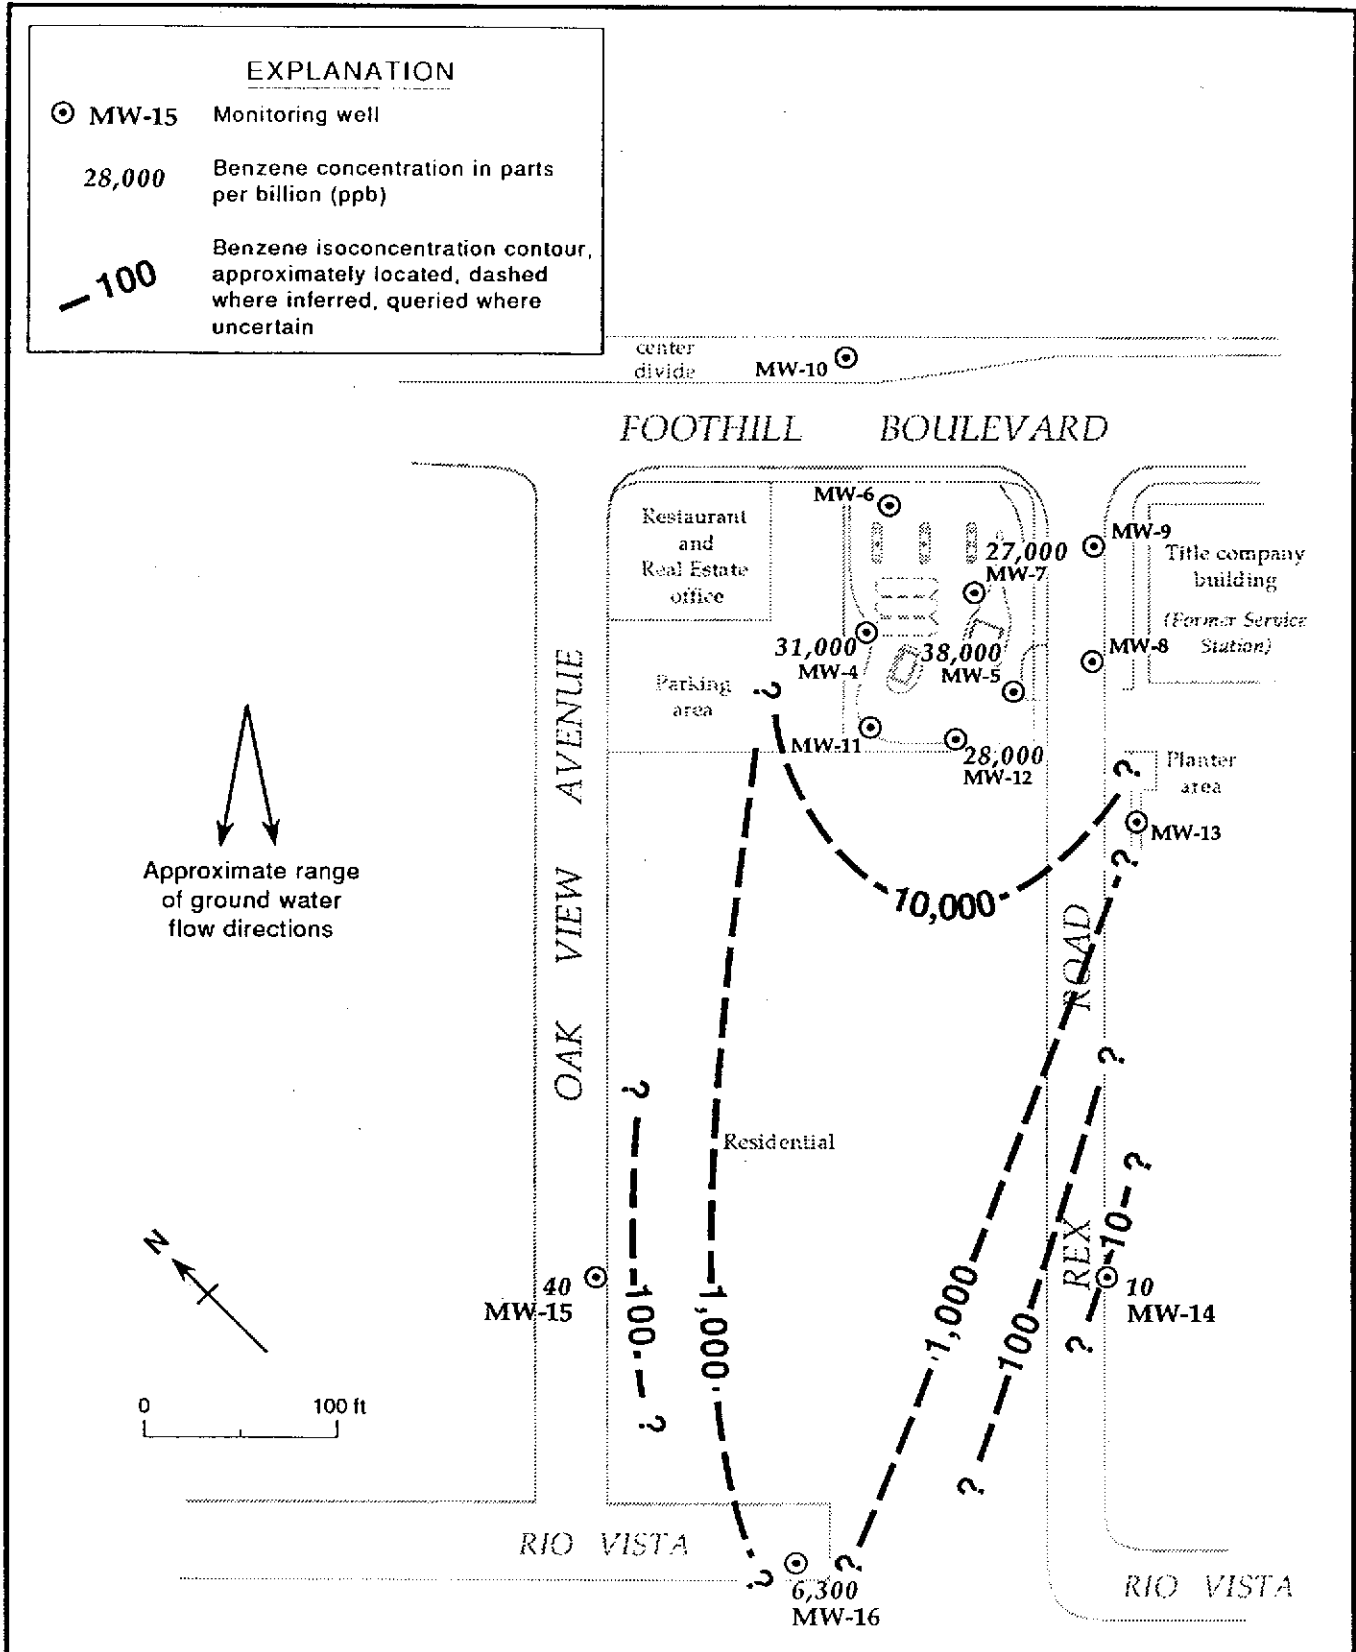 EXPLANATION
MW-15 Monitoring well
28,000 Benzene concentration in parts
per billion (ppb)
100 Benzene isoconcentration contour,
approximately located, dashed
where inferred, queried where
uncertain
center
divide
MW-10
FOOTHILL BOULEVARD
MW-6
Restaurant
and
Real Estate
office
27,000
MW-7
MW-9
Title company
building
(Former Service
Station)
31,000
MW-4
38,000
MW-5
MW-8
Parking
area
?
MW-11
28,000
MW-12
?
Planter
area
MW-13
?
10,000
OAK VIEW AVENUE
REX ROAD
Approximate range
of ground water
flow directions
?
?
Residential
?
N
40
MW-15
100
1,000
1,000
100
10
10
MW-14
?
?
?
0 100 ft
RIO VISTA
?
?
6,300
MW-16
RIO VISTA